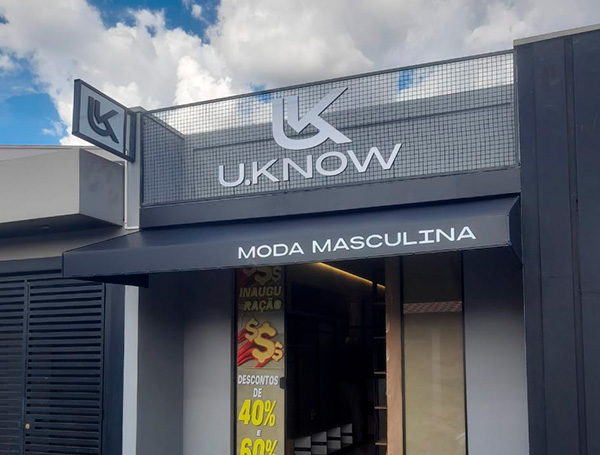 UK
UK
U.KNOW
MODA MASCULINA
$$$
INAUGU
RAÇÃO
$$$
DESCONTOS
DE
40%
E
60%